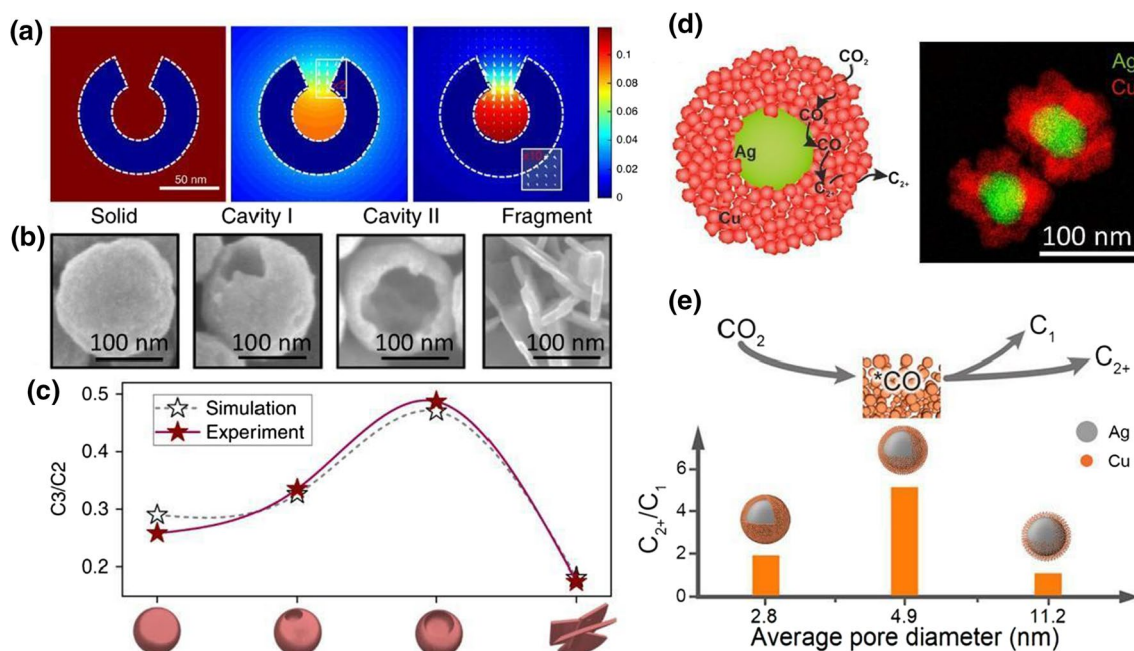 (a)
50 nm
0.1
0.08
0.06
0.04
0.02
0
Solid
Cavity I
Cavity II
Fragment
(b)
100 nm
100 nm
100 nm
100 nm
(c)
C3/C2
0.5
0.4
0.3
0.2
Simulation
Experiment
(d)
CO₂
CO₂
CO
C₂₊
C₂₊
Ag
Cu
Ag
Cu
100 nm
(e)
CO₂
*CO
C₁
C₂₊
Ag
Cu
C₂₊/C₁
6
4
2
0
2.8
4.9
11.2
Average pore diameter (nm)